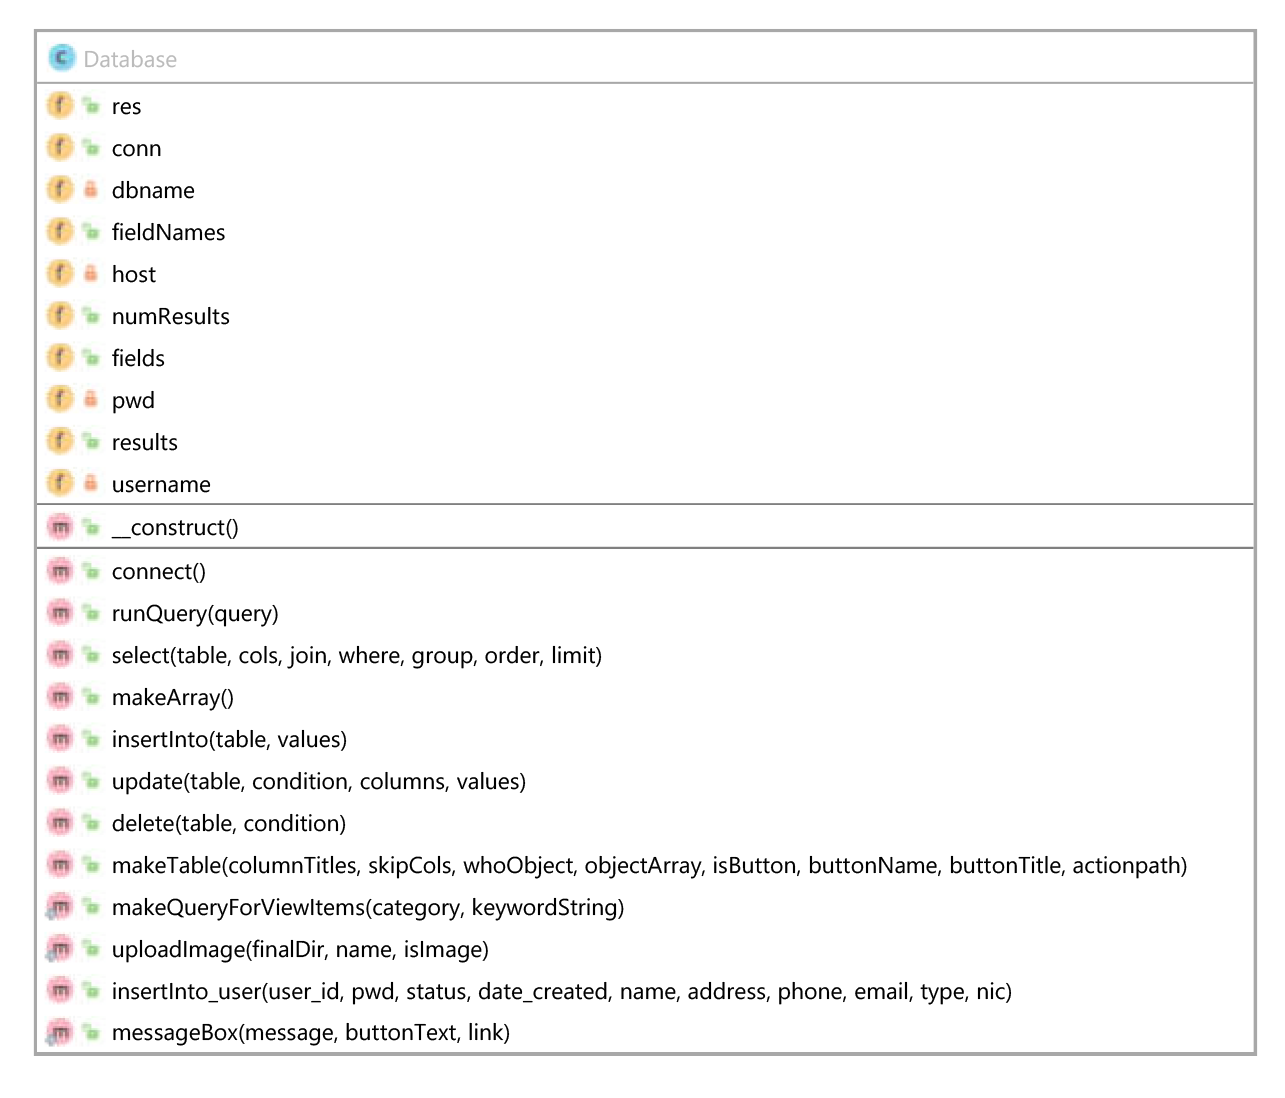 Database
res
conn
dbname
fieldNames
host
numResults
fields
pwd
results
username
__construct()
connect()
runQuery(query)
select(table, cols, join, where, group, order, limit)
makeArray()
insertInto(table, values)
update(table, condition, columns, values)
delete(table, condition)
makeTable(columnTitles, skipCols, whoObject, objectArray, isButton, buttonName, buttonTitle, actionpath)
makeQueryForViewItems(category, keywordString)
uploadImage(finalDir, name, isImage)
insertInto_user(user_id, pwd, status, date_created, name, address, phone, email, type, nic)
messageBox(message, buttonText, link)